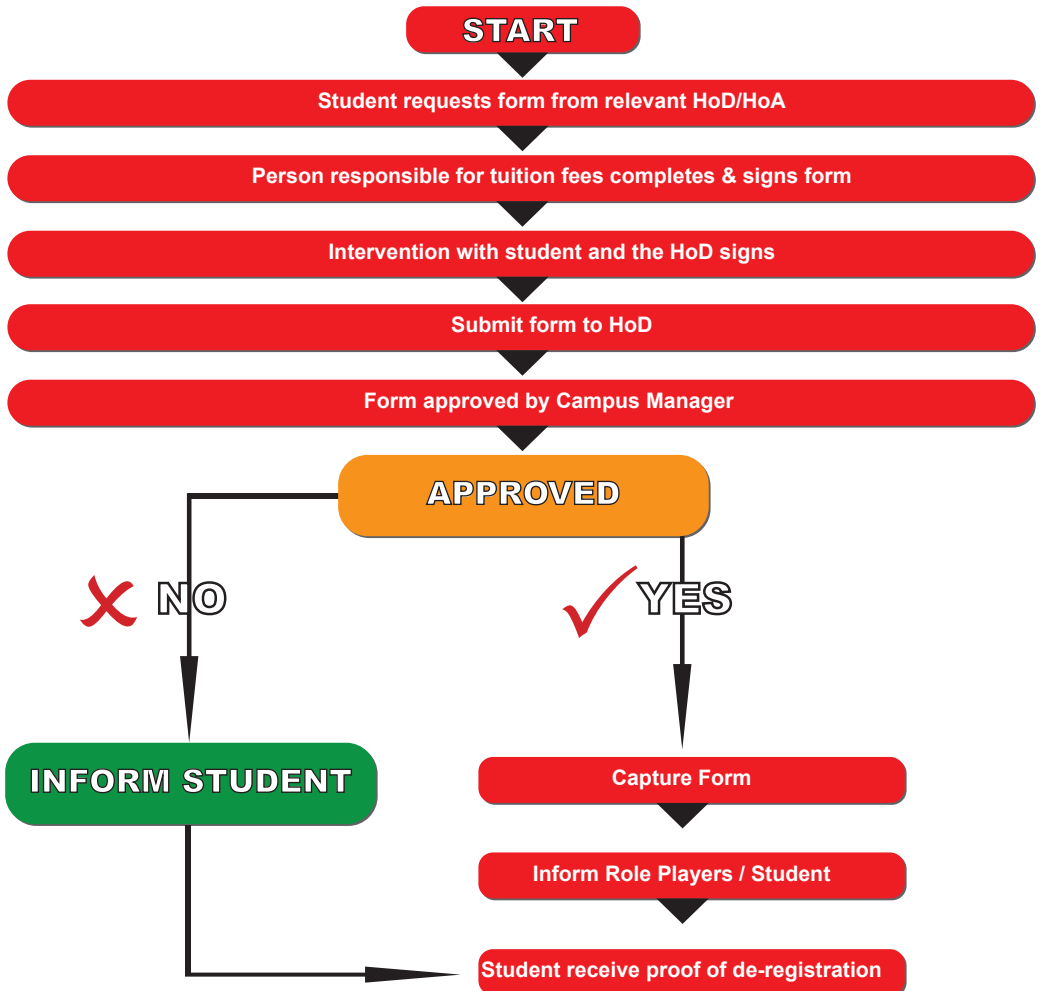 START
Student requests form from relevant HoD/HoA
Person responsible for tuition fees completes & signs form
Intervention with student and the HoD signs
Submit form to HoD
Form approved by Campus Manager
APPROVED
NO
YES
INFORM STUDENT
Capture Form
Inform Role Players / Student
Student receive proof of de-registration